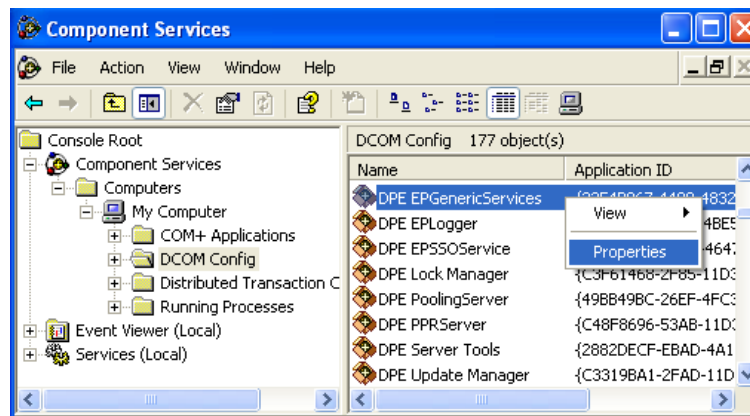 Component Services
File Action View Window Help
Console Root
Component Services
Computers
My Computer
COM+ Applications
DCOM Config
Distributed Transaction C
Running Processes
Event Viewer (Local)
Services (Local)
DCOM Config 177 object(s)
Name Application ID
DPE EPGenericServices
DPE EPLogger
DPE EPSSOService
DPE Lock Manager {C3F61468-2F85-11D3
DPE PoolingServer {49BB49BC-26EF-4FC3
DPE PPRServer {C48F8696-53AB-11D3
DPE Server Tools {2882DECF-EBAD-4A1
DPE Update Manager {C3319BA1-2FAD-11D
View
Properties